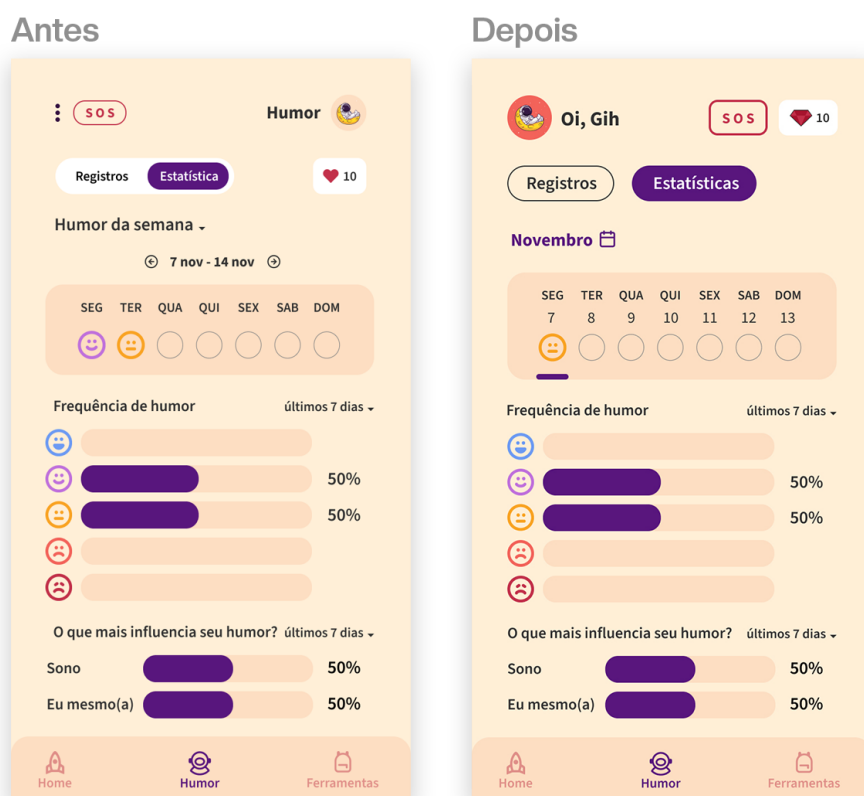 Antes
SOS
Humor
Registros
Estatística
10
Humor da semana
7 nov - 14 nov
SEG TER QUA QUI SEX SAB DOM
Frequência de humor
últimos 7 dias
50%
50%
O que mais influencia seu humor?
últimos 7 dias
Sono
50%
Eu mesmo(a)
50%
Home
Humor
Ferramentas
Depois
Oi, Gih
SOS
10
Registros
Estatísticas
Novembro
SEG TER QUA QUI SEX SAB DOM
7 8 9 10 11 12 13
Frequência de humor
últimos 7 dias
50%
50%
O que mais influencia seu humor?
últimos 7 dias
Sono
50%
Eu mesmo(a)
50%
Home
Humor
Ferramentas